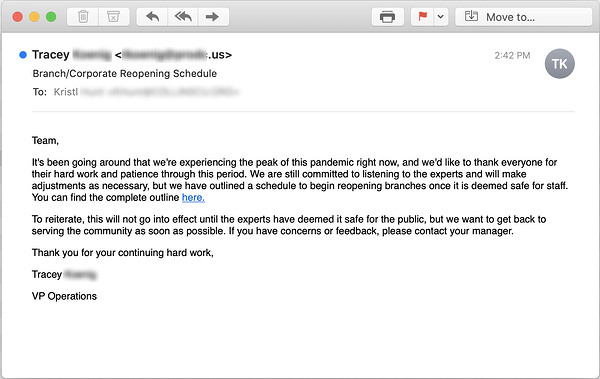 Move to...
Tracey < .us>
2:42 PM
TK
Branch/Corporate Reopening Schedule
To: Kristl
Team,
It's been going around that we're experiencing the peak of this pandemic right now, and we'd like to thank everyone for
their hard work and patience through this period. We are still committed to listening to the experts and will make
adjustments as necessary, but we have outlined a schedule to begin reopening branches once it is deemed safe for staff.
You can find the complete outline here.
To reiterate, this will not go into effect until the experts have deemed it safe for the public, but we want to get back to
serving the community as soon as possible. If you have concerns or feedback, please contact your manager.
Thank you for your continuing hard work,
Tracey
VP Operations